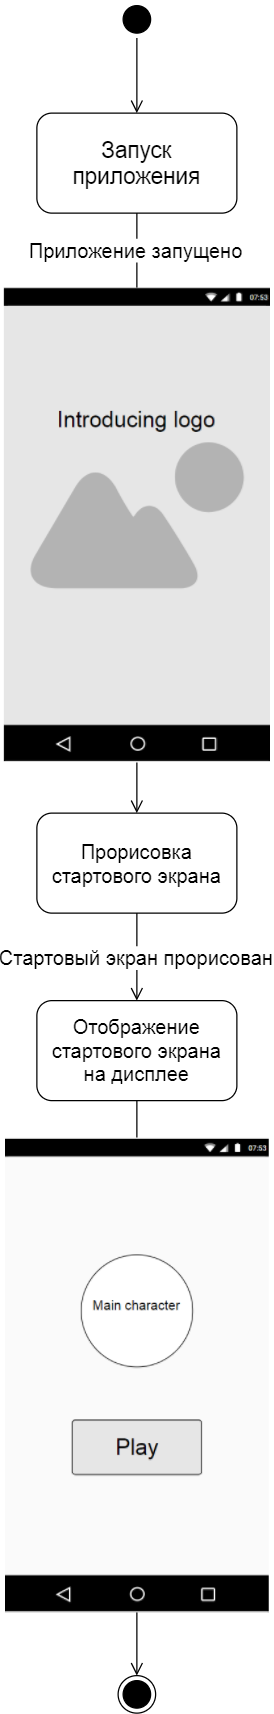 Запуск
приложения
Приложение запущено
07:53
Introducing logo
Прорисовка
стартового экрана
Стартовый экран прорисован
Отображение
стартового экрана
на дисплее
07:53
Main character
Play